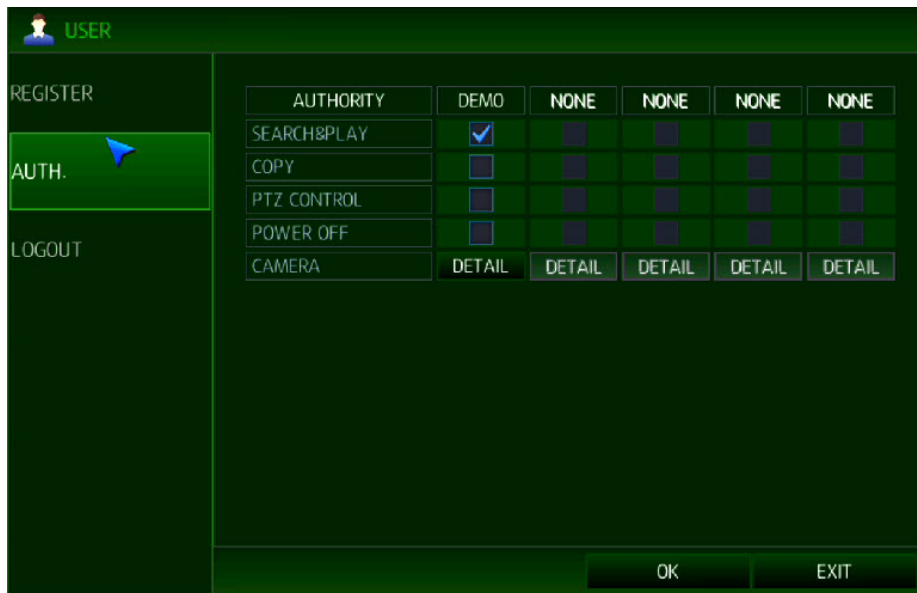 USER
REGISTER
AUTH.
LOGOUT
AUTHORITY DEMO NONE NONE NONE NONE
SEARCH&PLAY
COPY
PTZ CONTROL
POWER OFF
CAMERA DETAIL DETAIL DETAIL DETAIL DETAIL
OK EXIT